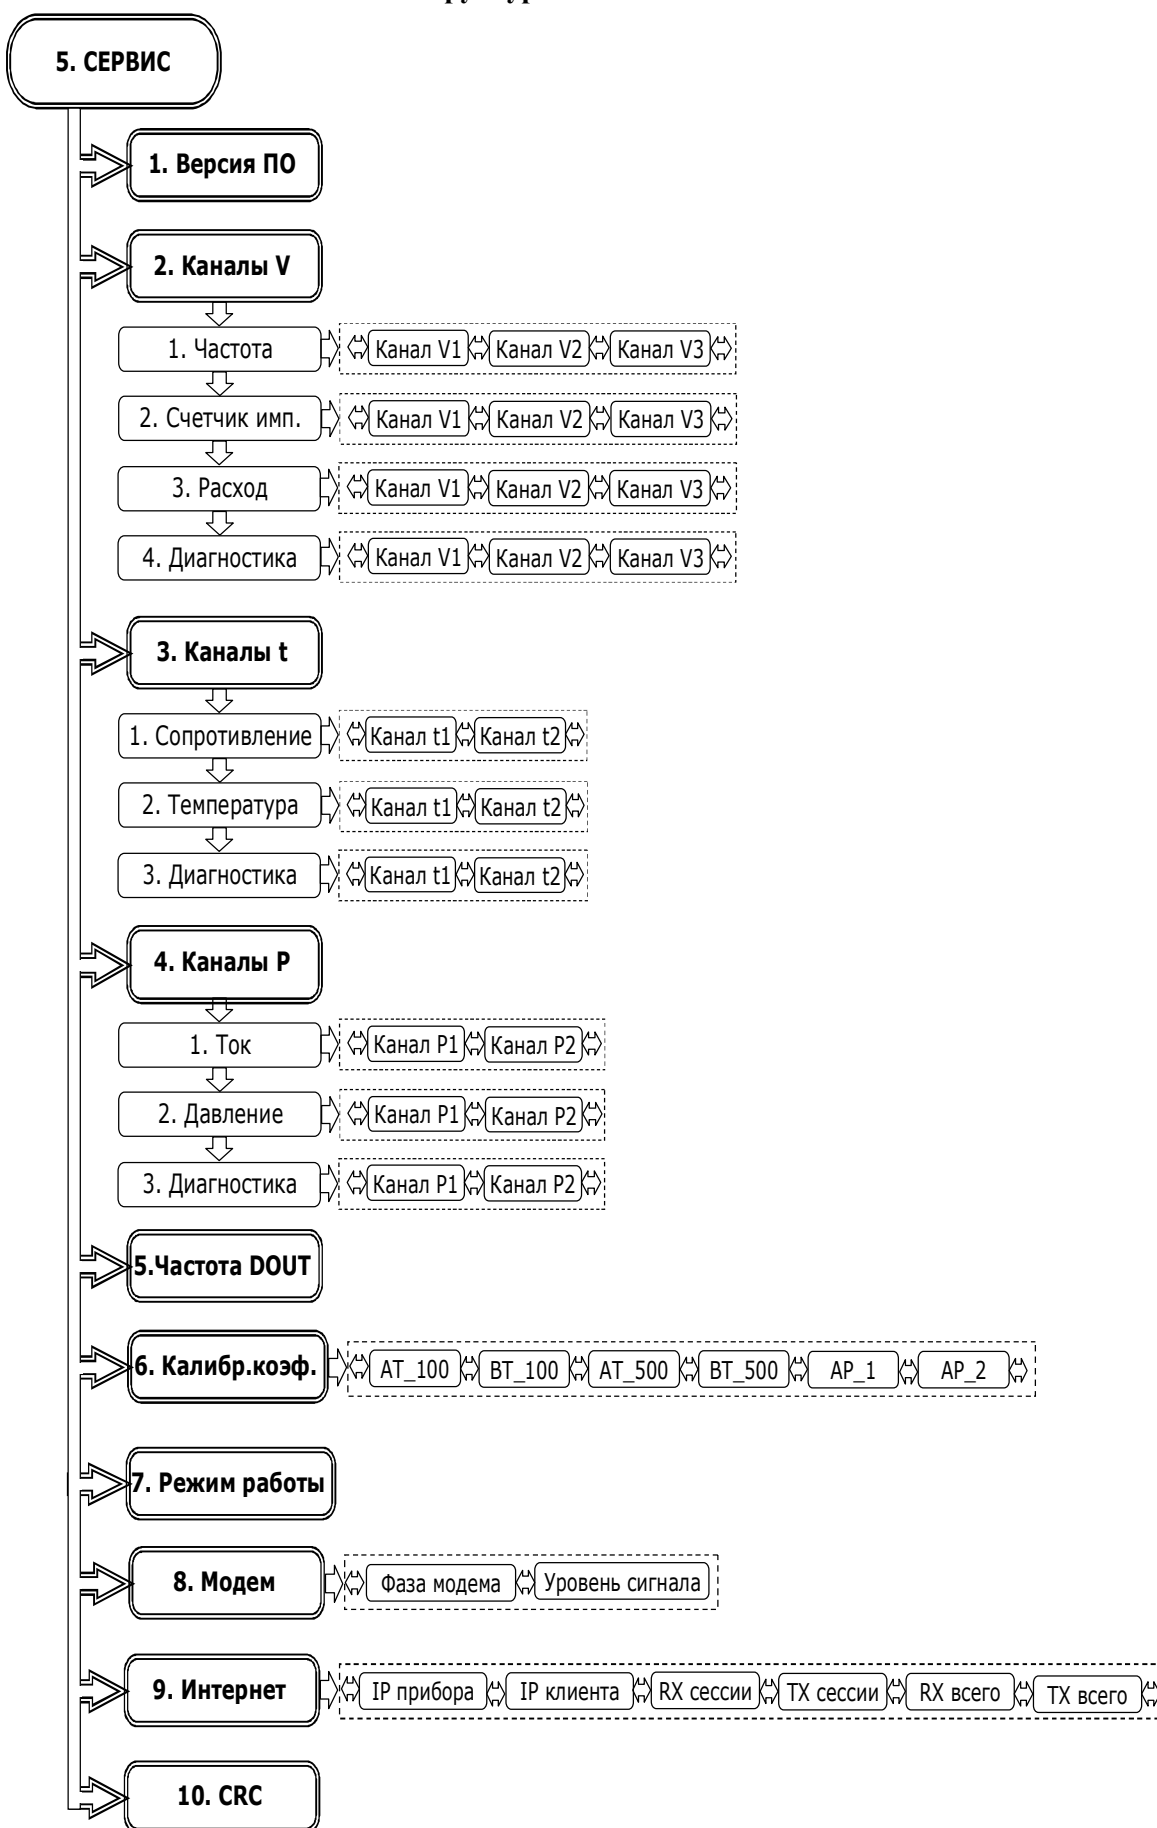 5. СЕРВИС
1. Версия ПО
2. Каналы V
1. Частота Канал V1 Канал V2 Канал V3
2. Счетчик имп. Канал V1 Канал V2 Канал V3
3. Расход Канал V1 Канал V2 Канал V3
4. Диагностика Канал V1 Канал V2 Канал V3
3. Каналы t
1. Сопротивление Канал t1 Канал t2
2. Температура Канал t1 Канал t2
3. Диагностика Канал t1 Канал t2
4. Каналы P
1. Ток Канал P1 Канал P2
2. Давление Канал P1 Канал P2
3. Диагностика Канал P1 Канал P2
5.Частота DOUT
6. Калибр.коэф. AT_100 BT_100 AT_500 BT_500 AP_1 AP_2
7. Режим работы
8. Модем Фаза модема Уровень сигнала
9. Интернет IP прибора IP клиента RX сессии TX сессии RX всего TX всего
10. CRC